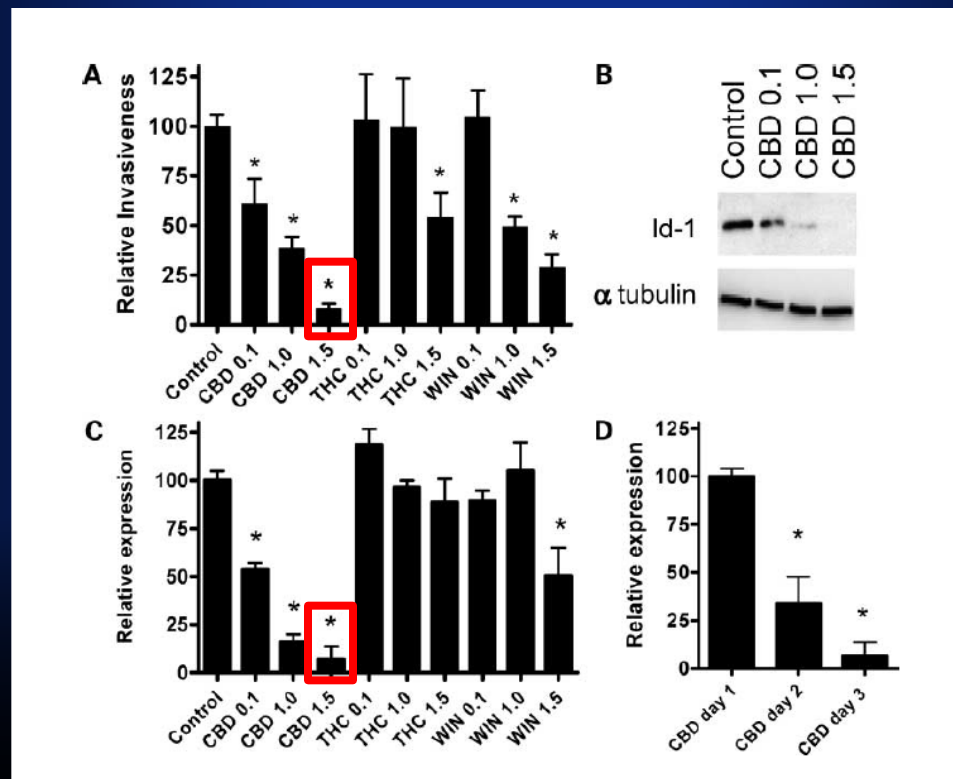 A
Relative Invasiveness
125
100
75
50
25
0
*
*
*
*
*
*
Control
CBD 0.1
CBD 1.0
CBD 1.5
THC 0.1
THC 1.0
THC 1.5
WIN 0.1
WIN 1.0
WIN 1.5
B
Control
CBD 0.1
CBD 1.0
CBD 1.5
Id-1
α tubulin
C
Relative expression
125
100
75
50
25
0
*
*
*
*
Control
CBD 0.1
CBD 1.0
CBD 1.5
THC 0.1
THC 1.0
THC 1.5
WIN 0.1
WIN 1.0
WIN 1.5
D
Relative expression
125
100
75
50
25
0
*
*
CBD day 1
CBD day 2
CBD day 3